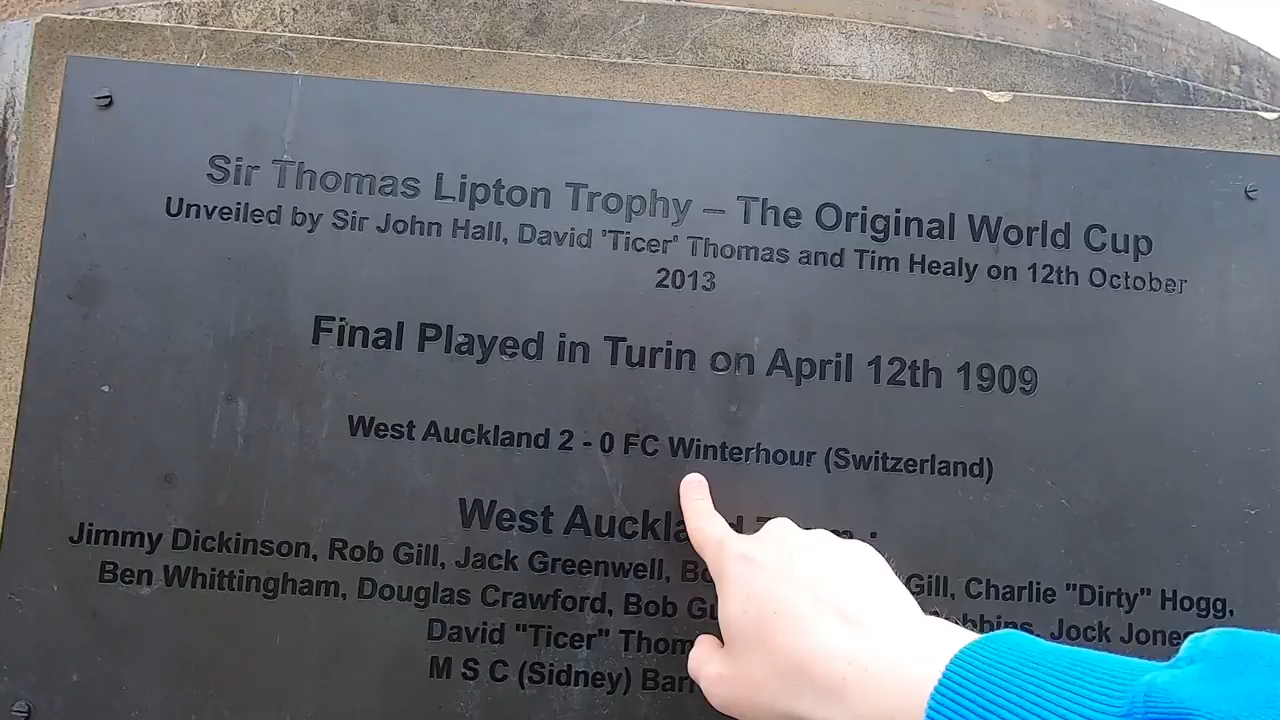 Sir Thomas Lipton Trophy – The Original World Cup
Unveiled by Sir John Hall, David 'Ticer' Thomas and Tim Healy on 12th October
2013
Final Played in Turin on April 12th 1909
West Auckland 2 - 0 FC Winterhour (Switzerland)
West Auckland Team :
Jimmy Dickinson, Rob Gill, Jack Greenwell, Gill, Charlie "Dirty" Hogg,
Ben Whittingham, Douglas Crawford, Bob Jock Jones
David "Ticer"
M S C (Sidney)